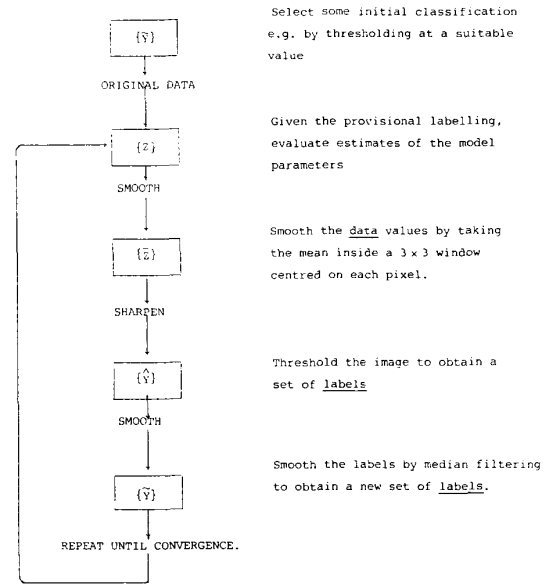 Select some initial classification
e.g. by thresholding at a suitable
value
{Ỹ}
ORIGINAL DATA
Given the provisional labelling,
evaluate estimates of the model
parameters
{Z}
SMOOTH
Smooth the data values by taking
the mean inside a 3 x 3 window
centred on each pixel.
{Z̄}
SHARPEN
Threshold the image to obtain a
set of labels
{Ŷ}
SMOOTH
Smooth the labels by median filtering
to obtain a new set of labels.
{Ỹ}
REPEAT UNTIL CONVERGENCE.